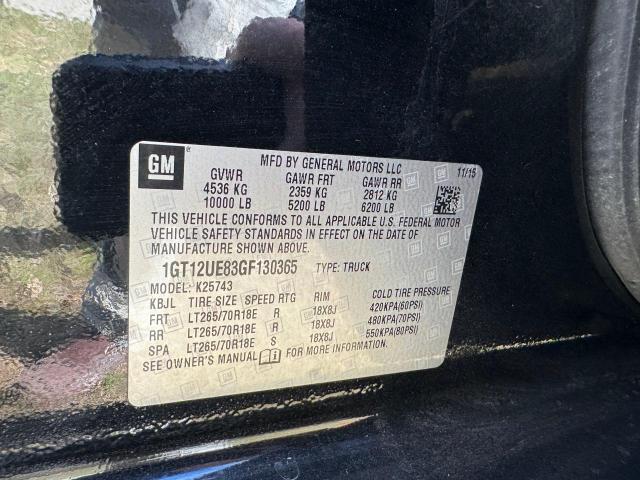 GM
MFD BY GENERAL MOTORS LLC 11/15
GVWR GAWR FRT GAWR RR
4536 KG 2359 KG 2812 KG
10000 LB 5200 LB 6200 LB
THIS VEHICLE CONFORMS TO ALL APPLICABLE U.S. FEDERAL MOTOR
VEHICLE SAFETY STANDARDS IN EFFECT ON THE DATE OF
MANUFACTURE SHOWN ABOVE.
1GT12UE83GF130365 TYPE: TRUCK
MODEL: K25743
KBJL TIRE SIZE SPEED RTG RIM COLD TIRE PRESSURE
FRT LT265/70R18E R 18X8J 420KPA(60PSI)
RR LT265/70R18E R 18X8J 480KPA(70PSI)
SPA LT265/70R18E S 18X8J 550KPA(80PSI)
SEE OWNER'S MANUAL FOR MORE INFORMATION.